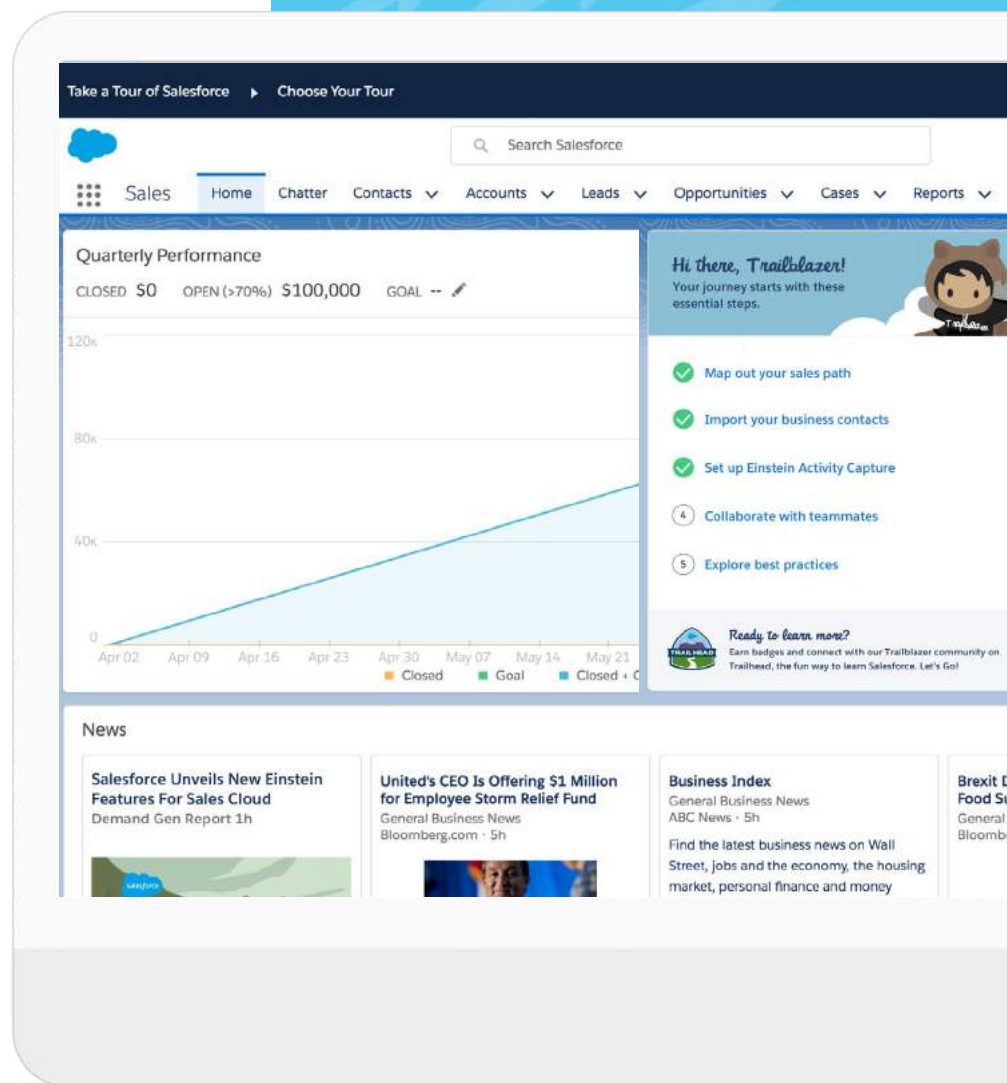 Take a Tour of Salesforce ▸ Choose Your Tour
Search Salesforce
Sales Home Chatter Contacts Accounts Leads Opportunities Cases Reports
Quarterly Performance
CLOSED $0 OPEN (>70%) $100,000 GOAL --
120K
80K
40K
0
Apr 02 Apr 09 Apr 16 Apr 23 Apr 30 May 07 May 14 May 21
Closed Goal Closed +
Hi there, Trailblazer!
Your journey starts with these
essential steps.
Trailblazer
Map out your sales path
Import your business contacts
Set up Einstein Activity Capture
4 Collaborate with teammates
5 Explore best practices
TRAILHEAD
Ready to learn more?
Earn badges and connect with our Trailblazer community on
Trailhead, the fun way to learn Salesforce. Let's Go!
News
Salesforce Unveils New Einstein
Features For Sales Cloud
Demand Gen Report 1h
salesforce
United's CEO Is Offering $1 Million
for Employee Storm Relief Fund
General Business News
Bloomberg.com · 5h
Business Index
General Business News
ABC News · 5h
Find the latest business news on Wall
Street, jobs and the economy, the housing
market, personal finance and money
Brexit
Food
General